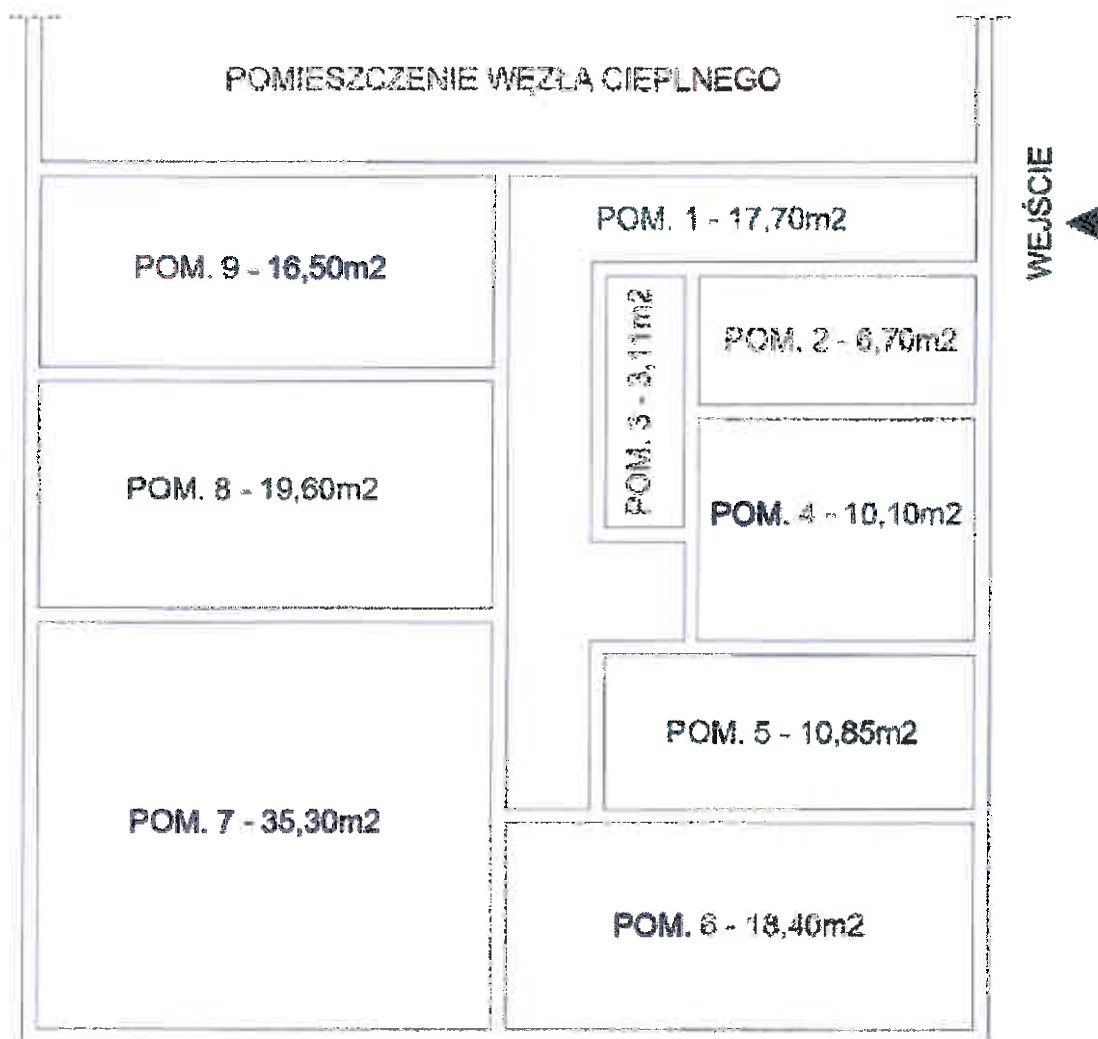 POMIESZCZENIE WĘZŁA CIEPLNEGO
WEJŚCIE
POM. 1 - 17,70m2
POM. 9 - 16,50m2
POM. 2 - 6,70m2
POM. 3 - 3,11m2
POM. 8 - 19,60m2
POM. 4 - 10,10m2
POM. 5 - 10,85m2
POM. 7 - 35,30m2
POM. 6 - 18,40m2